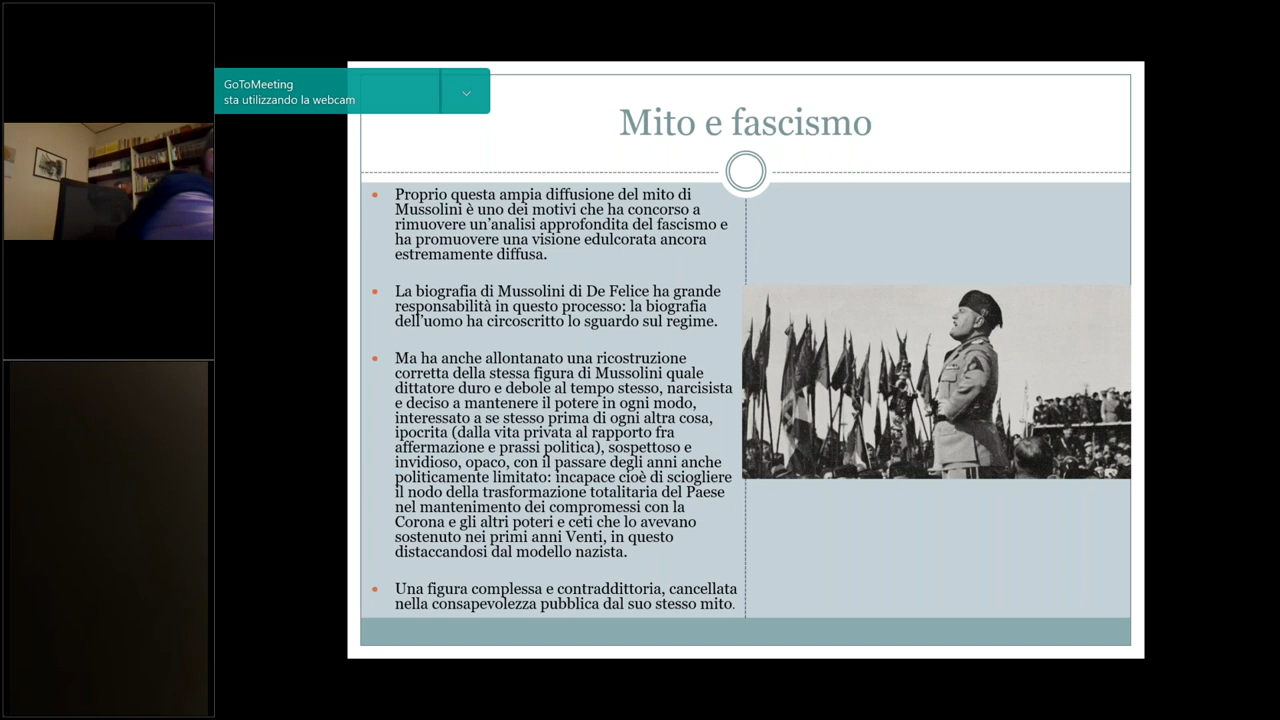 GoToMeeting
sta utilizzando la webcam
Mito e fascismo
Proprio questa ampia diffusione del mito di
Mussolini è uno dei motivi che ha concorso a
rimuovere un'analisi approfondita del fascismo e
ha promuovere una visione edulcorata ancora
estremamente diffusa.
La biografia di Mussolini di De Felice ha grande
responsabilità in questo processo: la biografia
dell'uomo ha circoscritto lo sguardo sul regime.
Ma ha anche allontanato una ricostruzione
corretta della stessa figura di Mussolini quale
dittatore duro e debole al tempo stesso, narcisista
e deciso a mantenere il potere in ogni modo,
interessato a se stesso prima di ogni altra cosa,
ipocrita (dalla vita privata al rapporto fra
affermazione e prassi politica), sospettoso e
invidioso, opaco, con il passare degli anni anche
politicamente limitato: incapace cioè di sciogliere
il nodo della trasformazione totalitaria del Paese
nel mantenimento dei compromessi con la
Corona e gli altri poteri e ceti che lo avevano
sostenuto nei primi anni Venti, in questo
distaccandosi dal modello nazista.
Una figura complessa e contraddittoria, cancellata
nella consapevolezza pubblica dal suo stesso mito.